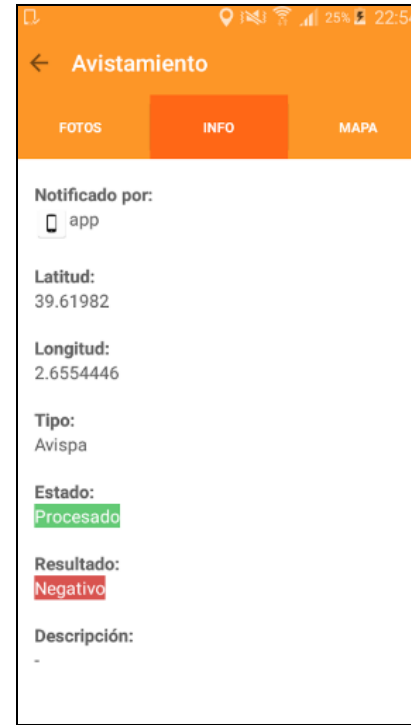 25% 22:54
Avistamiento
FOTOS INFO MAPA
Notificado por:
app
Latitud:
39.61982
Longitud:
2.6554446
Tipo:
Avispa
Estado:
Procesado
Resultado:
Negativo
Descripción:
-